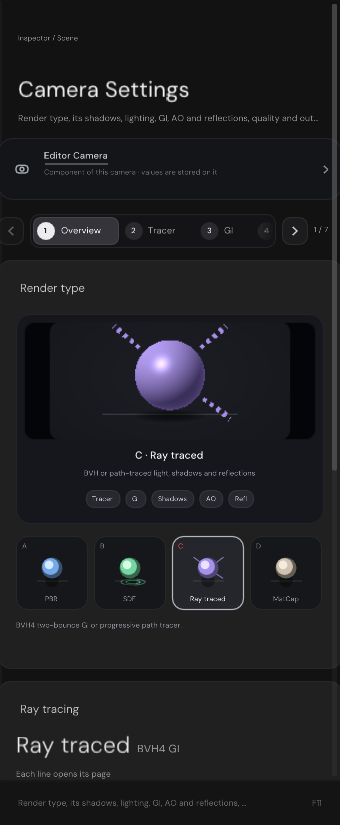 Inspector / Scene
Camera Settings
Render type, its shadows, lighting, GI, AO and reflections, quality and out...
Editor Camera
Component of this camera · values are stored on it
1 Overview 2 Tracer 3 GI 4 1 / 7
Render type
C · Ray traced
BVH or path-traced light, shadows and reflections
Tracer GI Shadows AO Refl
A B C D
PBR SDF Ray traced MatCap
BVH4 two-bounce GI or progressive path tracer
Ray tracing
Ray traced BVH4 GI
Each line opens its page
Render type, its shadows, lighting, GI, AO and reflections, ... F11